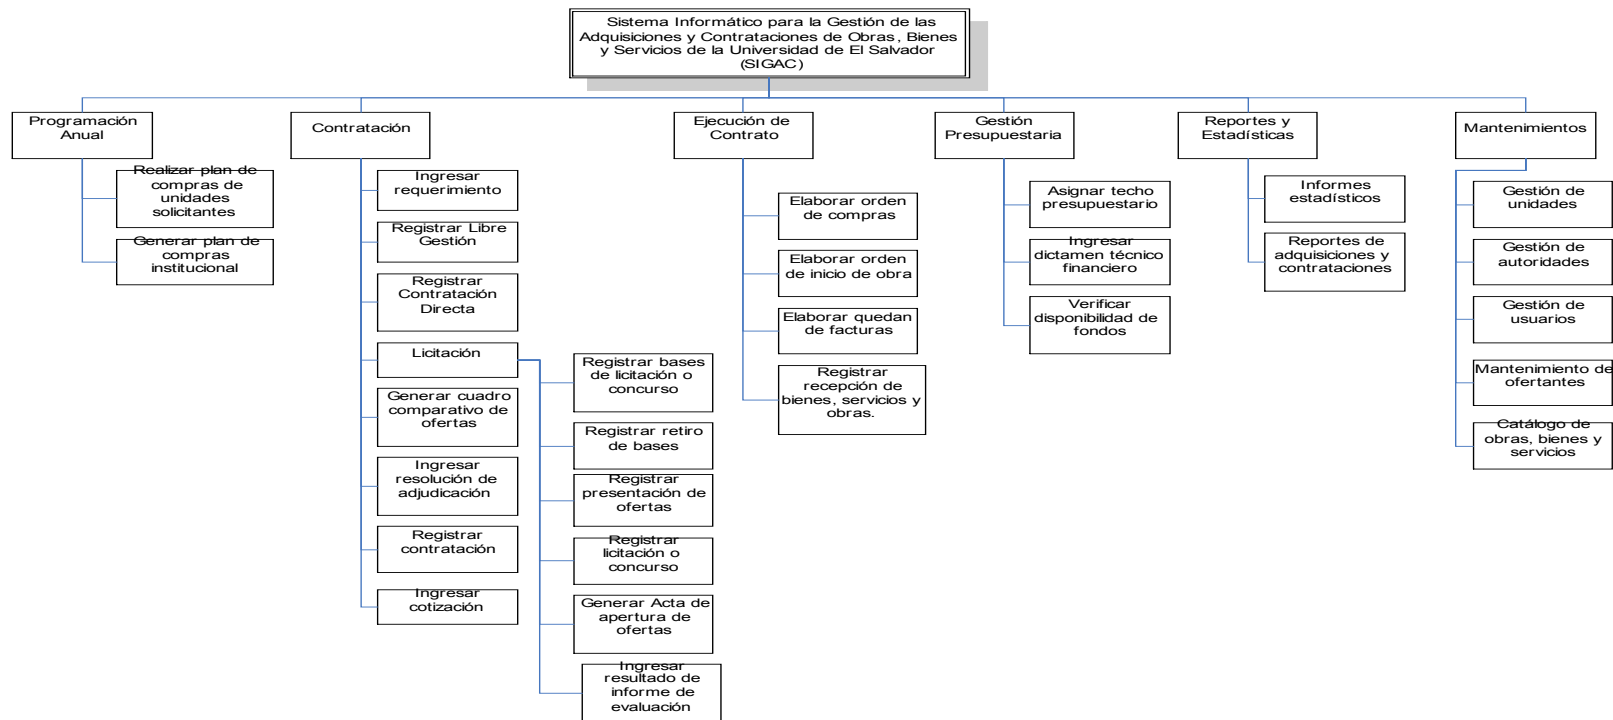 Sistema Informático para la Gestión de las
Adquisiciones y Contrataciones de Obras, Bienes
y Servicios de la Universidad de El Salvador
(SIGAC)
Programación
Anual
Realizar plan de
compras de
unidades
solicitantes
Generar plan de
compras
institucional
Contratación
Ingresar
requerimiento
Registrar Libre
Gestión
Registrar
Contratación
Directa
Licitación
Generar cuadro
comparativo de
ofertas
Ingresar
resolución de
adjudicación
Registrar
contratación
Ingresar
cotización
Registrar bases
de licitación o
concurso
Registrar retiro
de bases
Registrar
presentación de
ofertas
Registrar
licitación o
concurso
Generar Acta de
apertura de
ofertas
Ingresar
resultado de
informe de
evaluación
Ejecución de
Contrato
Elaborar orden
de compras
Elaborar orden
de inicio de obra
Elaborar quedan
de facturas
Registrar
recepción de
bienes, servicios y
obras.
Gestión
Presupuestaria
Asignar techo
presupuestario
Ingresar
dictamen técnico
financiero
Verificar
disponibilidad de
fondos
Reportes y
Estadísticas
Informes
estadísticos
Reportes de
adquisiciones y
contrataciones
Mantenimientos
Gestión de
unidades
Gestión de
autoridades
Gestión de
usuarios
Mantenimiento de
ofertantes
Catálogo de
obras, bienes y
servicios